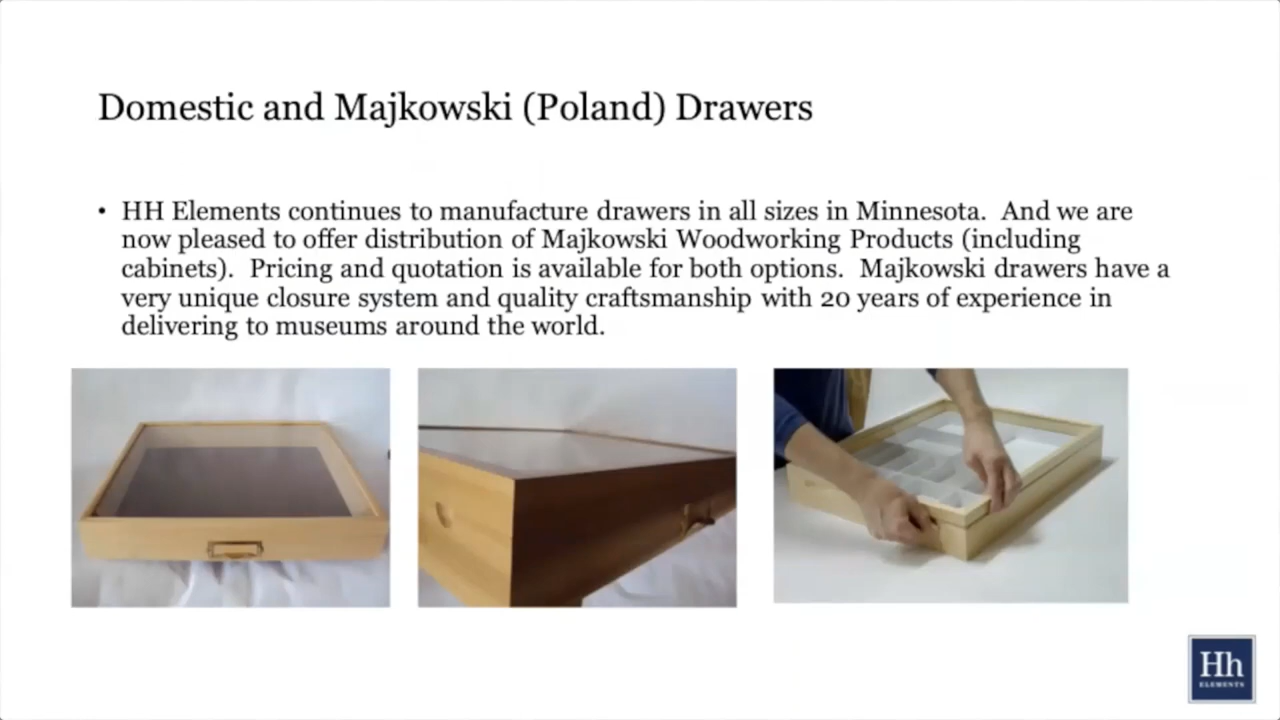 Domestic and Majkowski (Poland) Drawers
• HH Elements continues to manufacture drawers in all sizes in Minnesota.  And we are
now pleased to offer distribution of Majkowski Woodworking Products (including
cabinets).  Pricing and quotation is available for both options.  Majkowski drawers have a
very unique closure system and quality craftsmanship with 20 years of experience in
delivering to museums around the world.
Hh
ELEMENTS